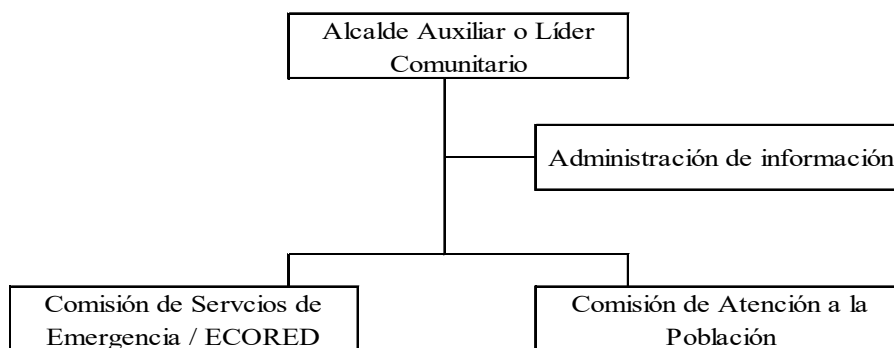 Alcalde Auxiliar o Líder
Comunitario
Administración de información
Comisión de Servcios de
Emergencia / ECORED
Comisión de Atención a la
Población